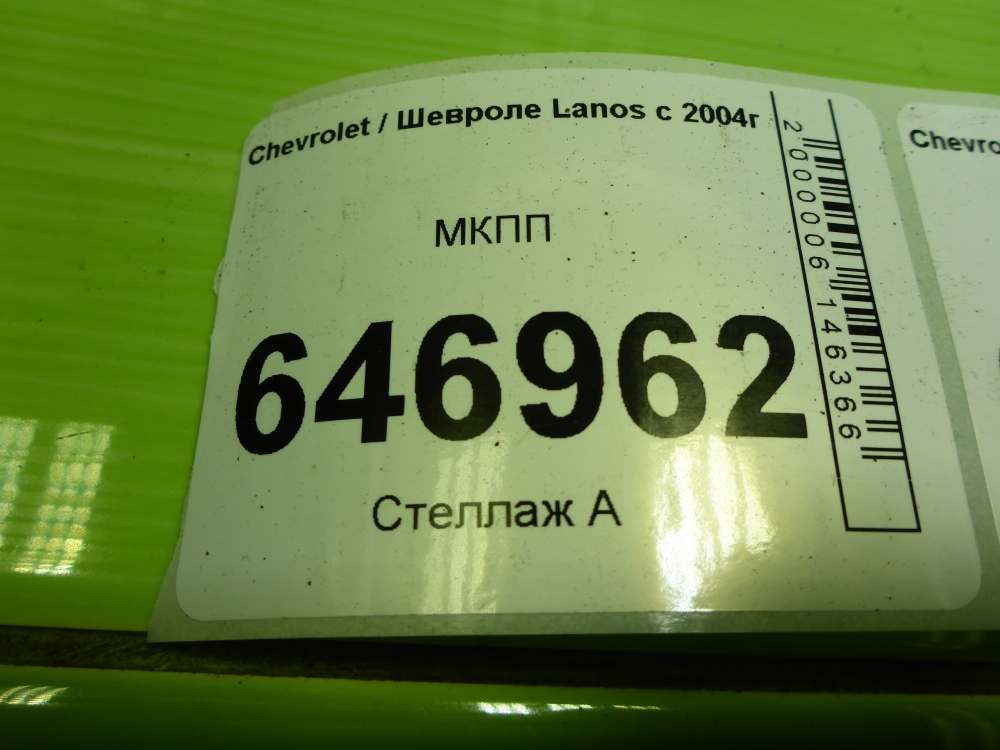 Chevrolet / Шевроле Lanos с 2004г
МКПП
646962
Стеллаж А
2000006146366
Chevro